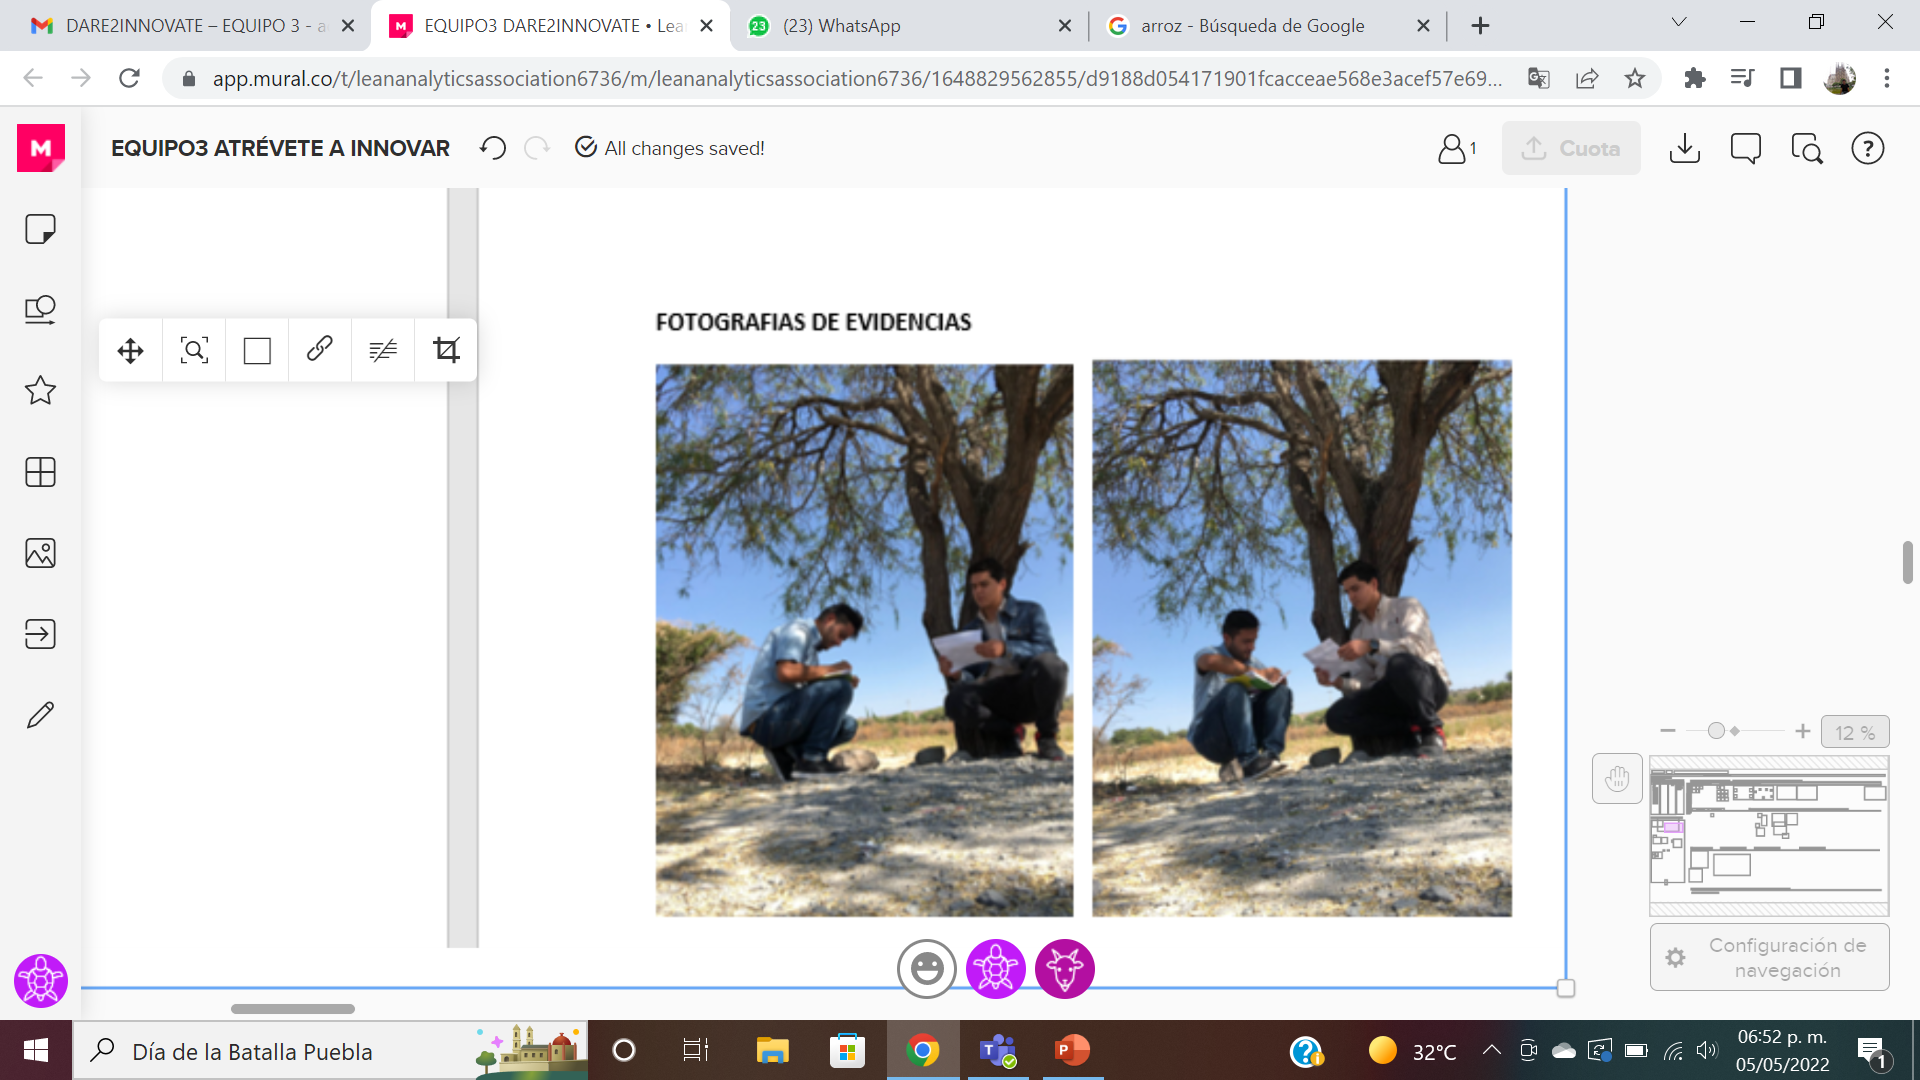 DARE2INNOVATE – EQUIPO 3 - a
EQUIPO3 DARE2INNOVATE • Lea
(23) WhatsApp
arroz - Búsqueda de Google
app.mural.co/t/leananalyticsassociation6736/m/leananalyticsassociation6736/1648829562855/d9188d054171901fcacceae568e3acef57e69...
EQUIPO3 ATRÉVETE A INNOVAR
All changes saved!
1
Cuota
FOTOGRAFIAS DE EVIDENCIAS
12 %
Configuración de
navegación
Día de la Batalla Puebla
32°C
06:52 p. m.
05/05/2022
1